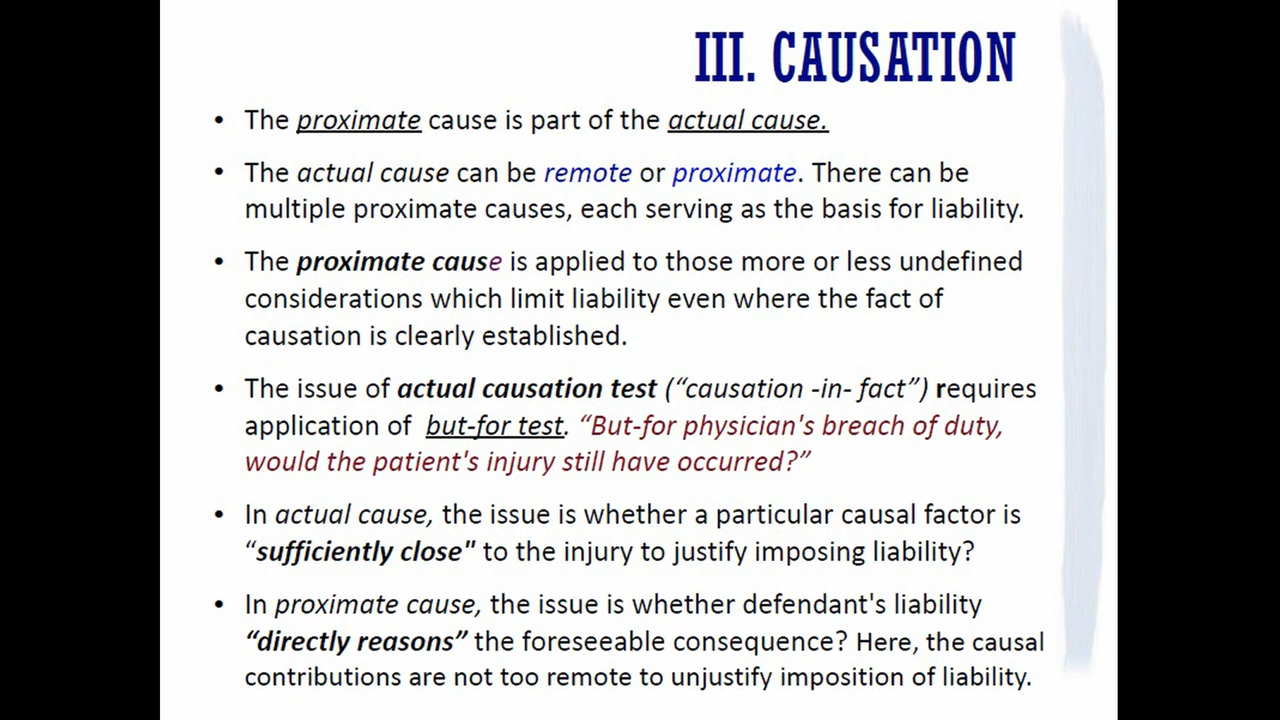 III. CAUSATION
• The proximate cause is part of the actual cause.
• The actual cause can be remote or proximate. There can be
multiple proximate causes, each serving as the basis for liability.
• The proximate cause is applied to those more or less undefined
considerations which limit liability even where the fact of
causation is clearly established.
• The issue of actual causation test (“causation -in- fact”) requires
application of but-for test. “But-for physician's breach of duty,
would the patient's injury still have occurred?”
• In actual cause, the issue is whether a particular causal factor is
“sufficiently close" to the injury to justify imposing liability?
• In proximate cause, the issue is whether defendant's liability
“directly reasons” the foreseeable consequence? Here, the causal
contributions are not too remote to unjustify imposition of liability.